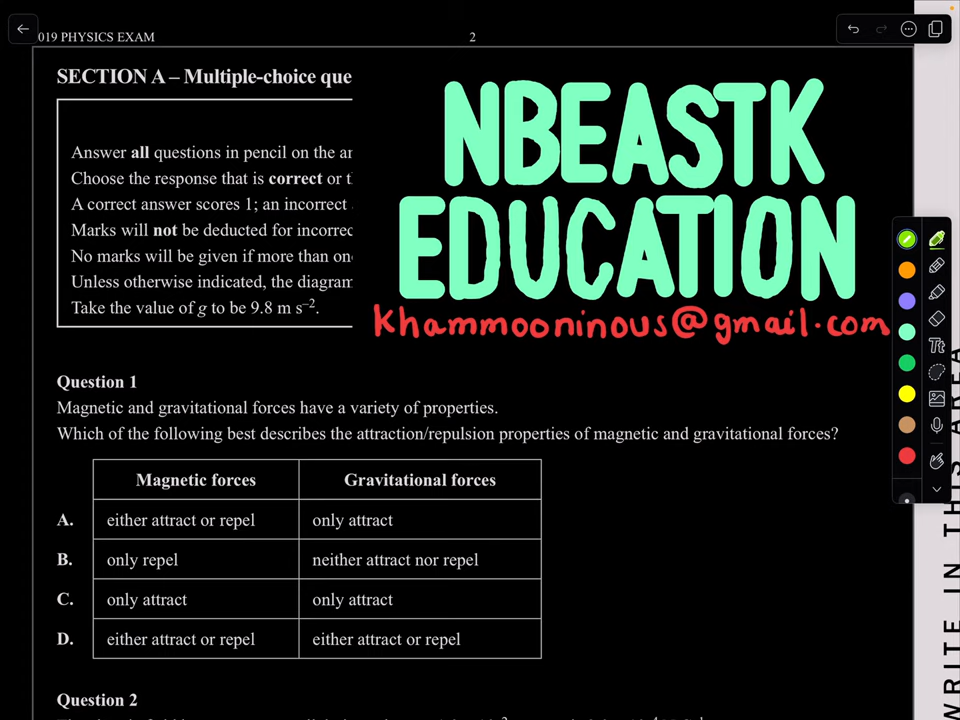 019 PHYSICS EXAM
2
SECTION A – Multiple-choice que
NBEASTK
EDUCATION
khammooninous@gmail.com
Answer all questions in pencil on the
Choose the response that is correct or
A correct answer scores 1; an incorrect
Marks will not be deducted for incorrec
No marks will be given if more than on
Unless otherwise indicated, the diagram
Take the value of g to be 9.8 m s⁻².
Question 1
Magnetic and gravitational forces have a variety of properties.
Which of the following best describes the attraction/repulsion properties of magnetic and gravitational forces?
Magnetic forces Gravitational forces
A. either attract or repel only attract
B. only repel neither attract nor repel
C. only attract only attract
D. either attract or repel either attract or repel
Question 2
Tt
WRITE IN THIS AREA